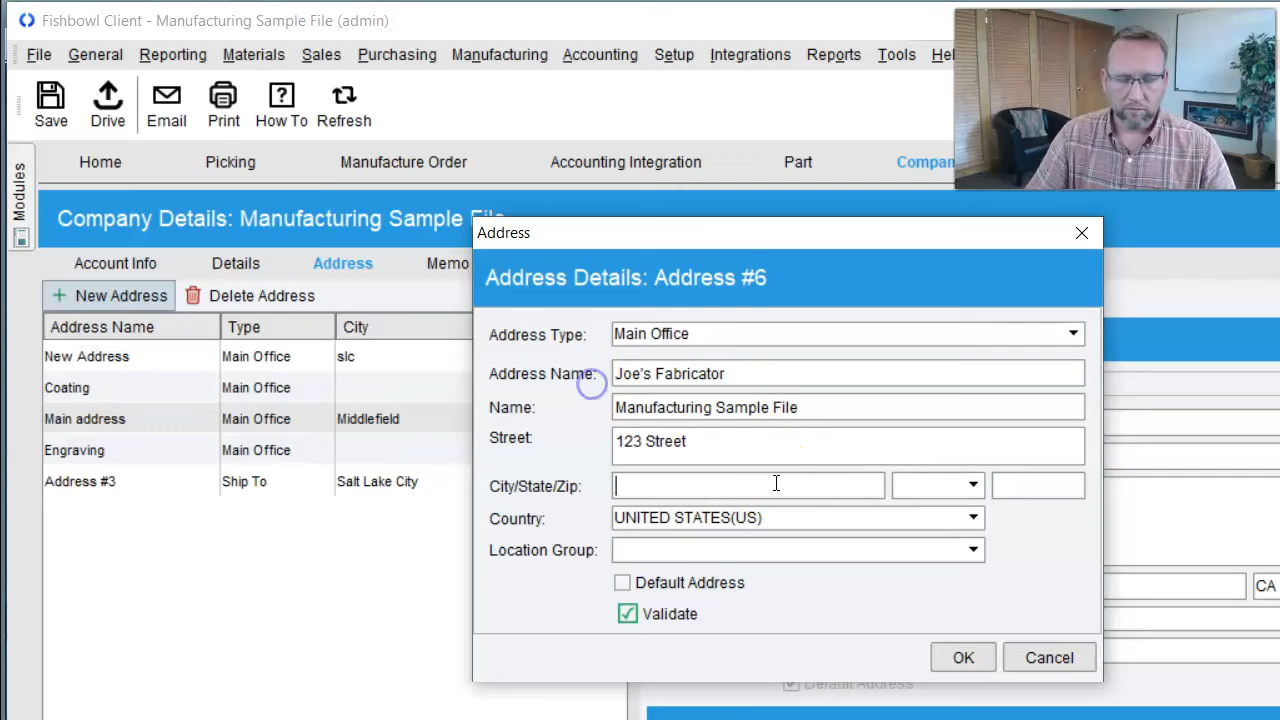 Fishbowl Client - Manufacturing Sample File (admin)
File General Reporting Materials Sales Purchasing Manufacturing Accounting Setup Integrations Reports Tools
Save Drive Email Print How To Refresh
Modules
Home Picking Manufacture Order Accounting Integration Part
Company Details: Manufacturing Sample
Account Info Details Address Memo
New Address Delete Address
Address Name Type City
New Address Main Office slc
Coating Main Office
Main address Main Office Middlefield
Engraving Main Office
Address #3 Ship To Salt Lake City
Address
Address Details: Address #6
Address Type: Main Office
Address Name: Joe's Fabricator
Name: Manufacturing Sample File
Street: 123 Street
City/State/Zip:
Country: UNITED STATES(US)
Location Group:
Default Address
Validate
OK Cancel
CA
Default Address